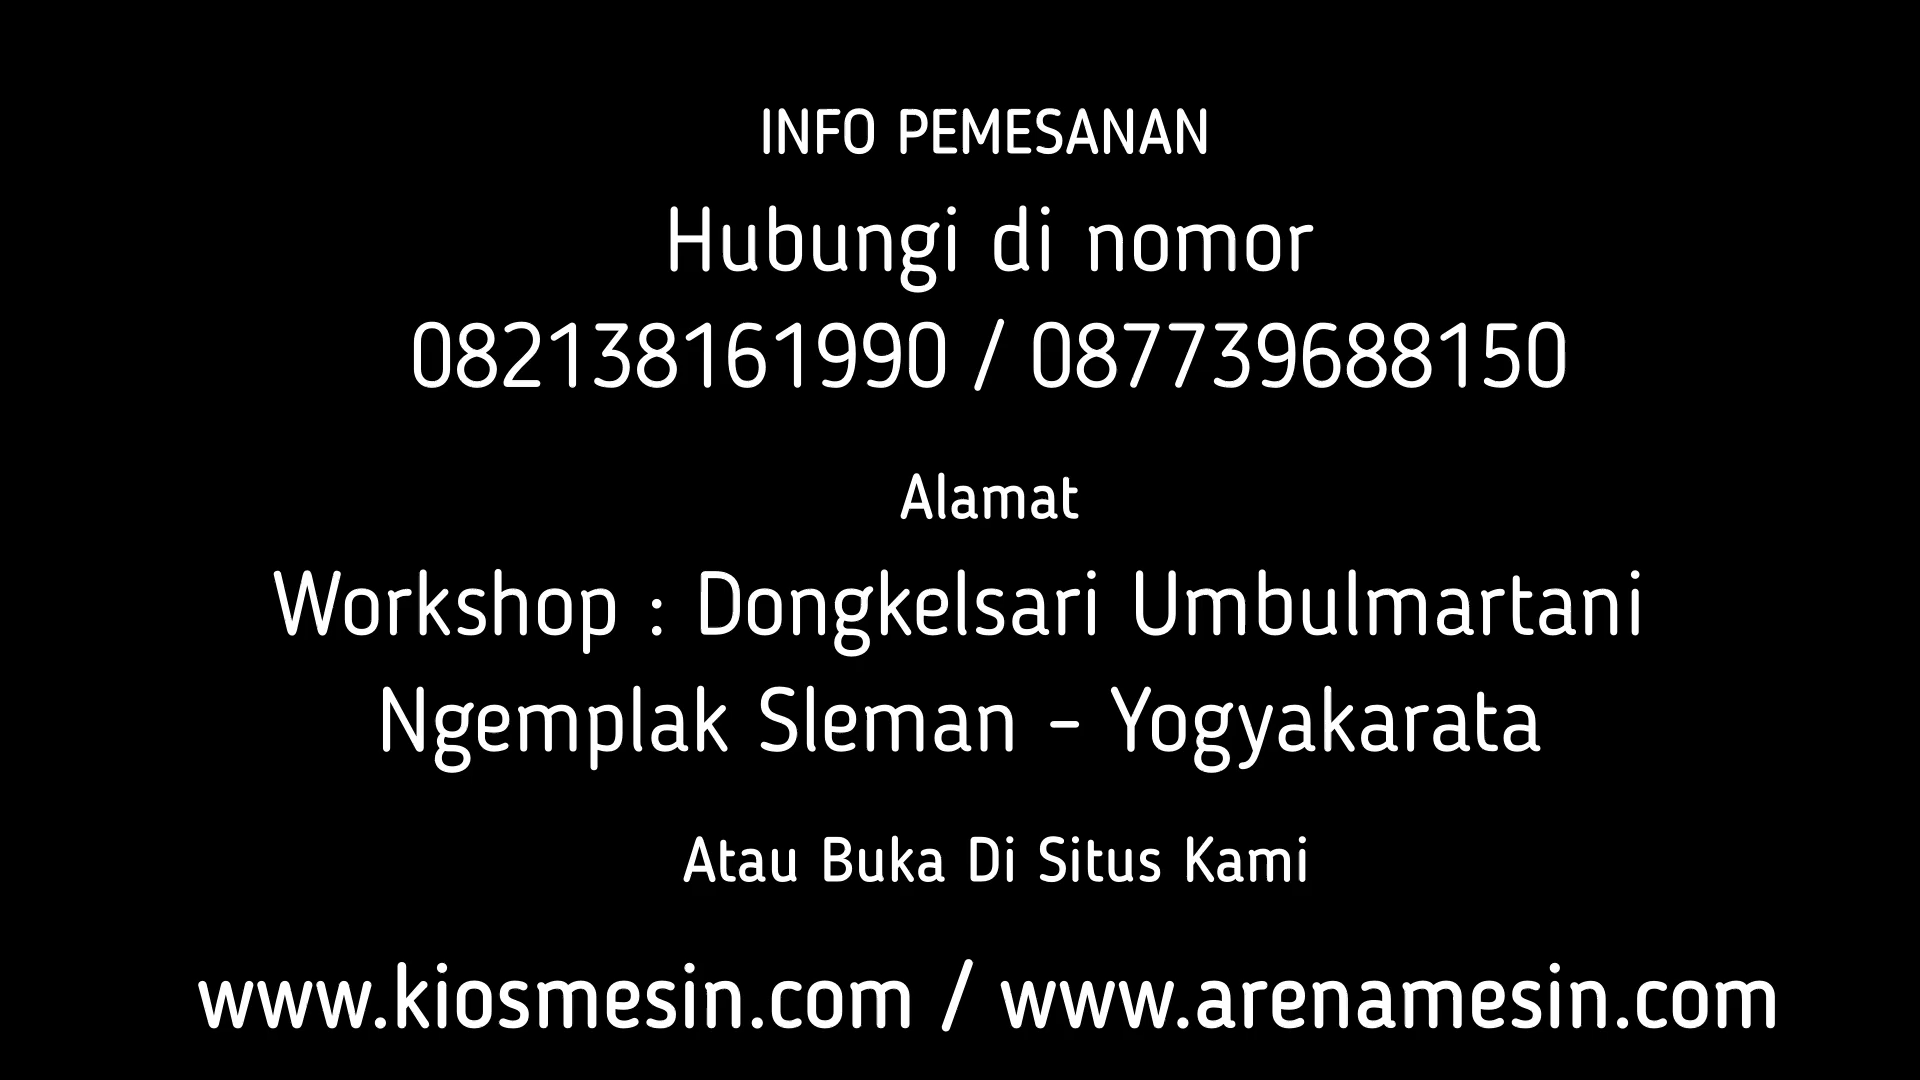 INFO PEMESANAN
Hubungi di nomor
082138161990 / 087739688150
Alamat
Workshop : Dongkelsari Umbulmartani
Ngemplak Sleman - Yogyakarata
Atau Buka Di Situs Kami
www.kiosmesin.com / www.arenamesin.com